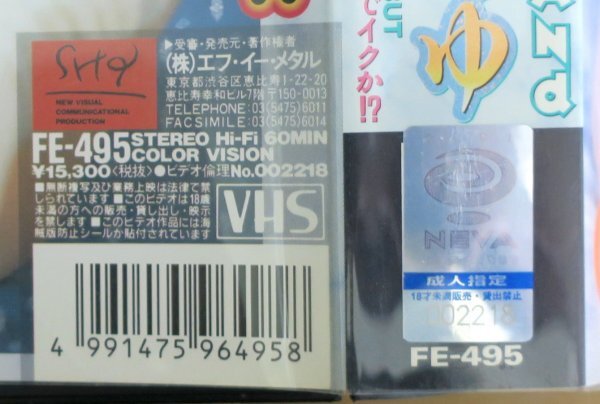 SHY
NEW VISUAL
COMMUNICATIONAL
PRODUCTION
▶受審・発売元・著作権者
(株)エフ・イー・メタル
東京都渋谷区恵比寿1-22-20
恵比寿幸和ビル7階〒150-0013
TELEPHONE:03(5475)6011
FACSIMILE:03(5475)6014
FE-495 STEREO Hi-Fi 60MIN
COLOR VISION
¥15,300<税抜>●ビデオ倫理No.002218
■無断複写及び業務上映は法律で禁
じられています■このビデオは18歳
未満の方への販売・貸し出し・映示
を禁じます■このビデオ作品には海
賊版防止シールが貼付されています
VHS
4 991475 964958
ゆ
でイクか!?
NEVA
成人指定
18才未満販売・貸出禁止
002218
FE-495